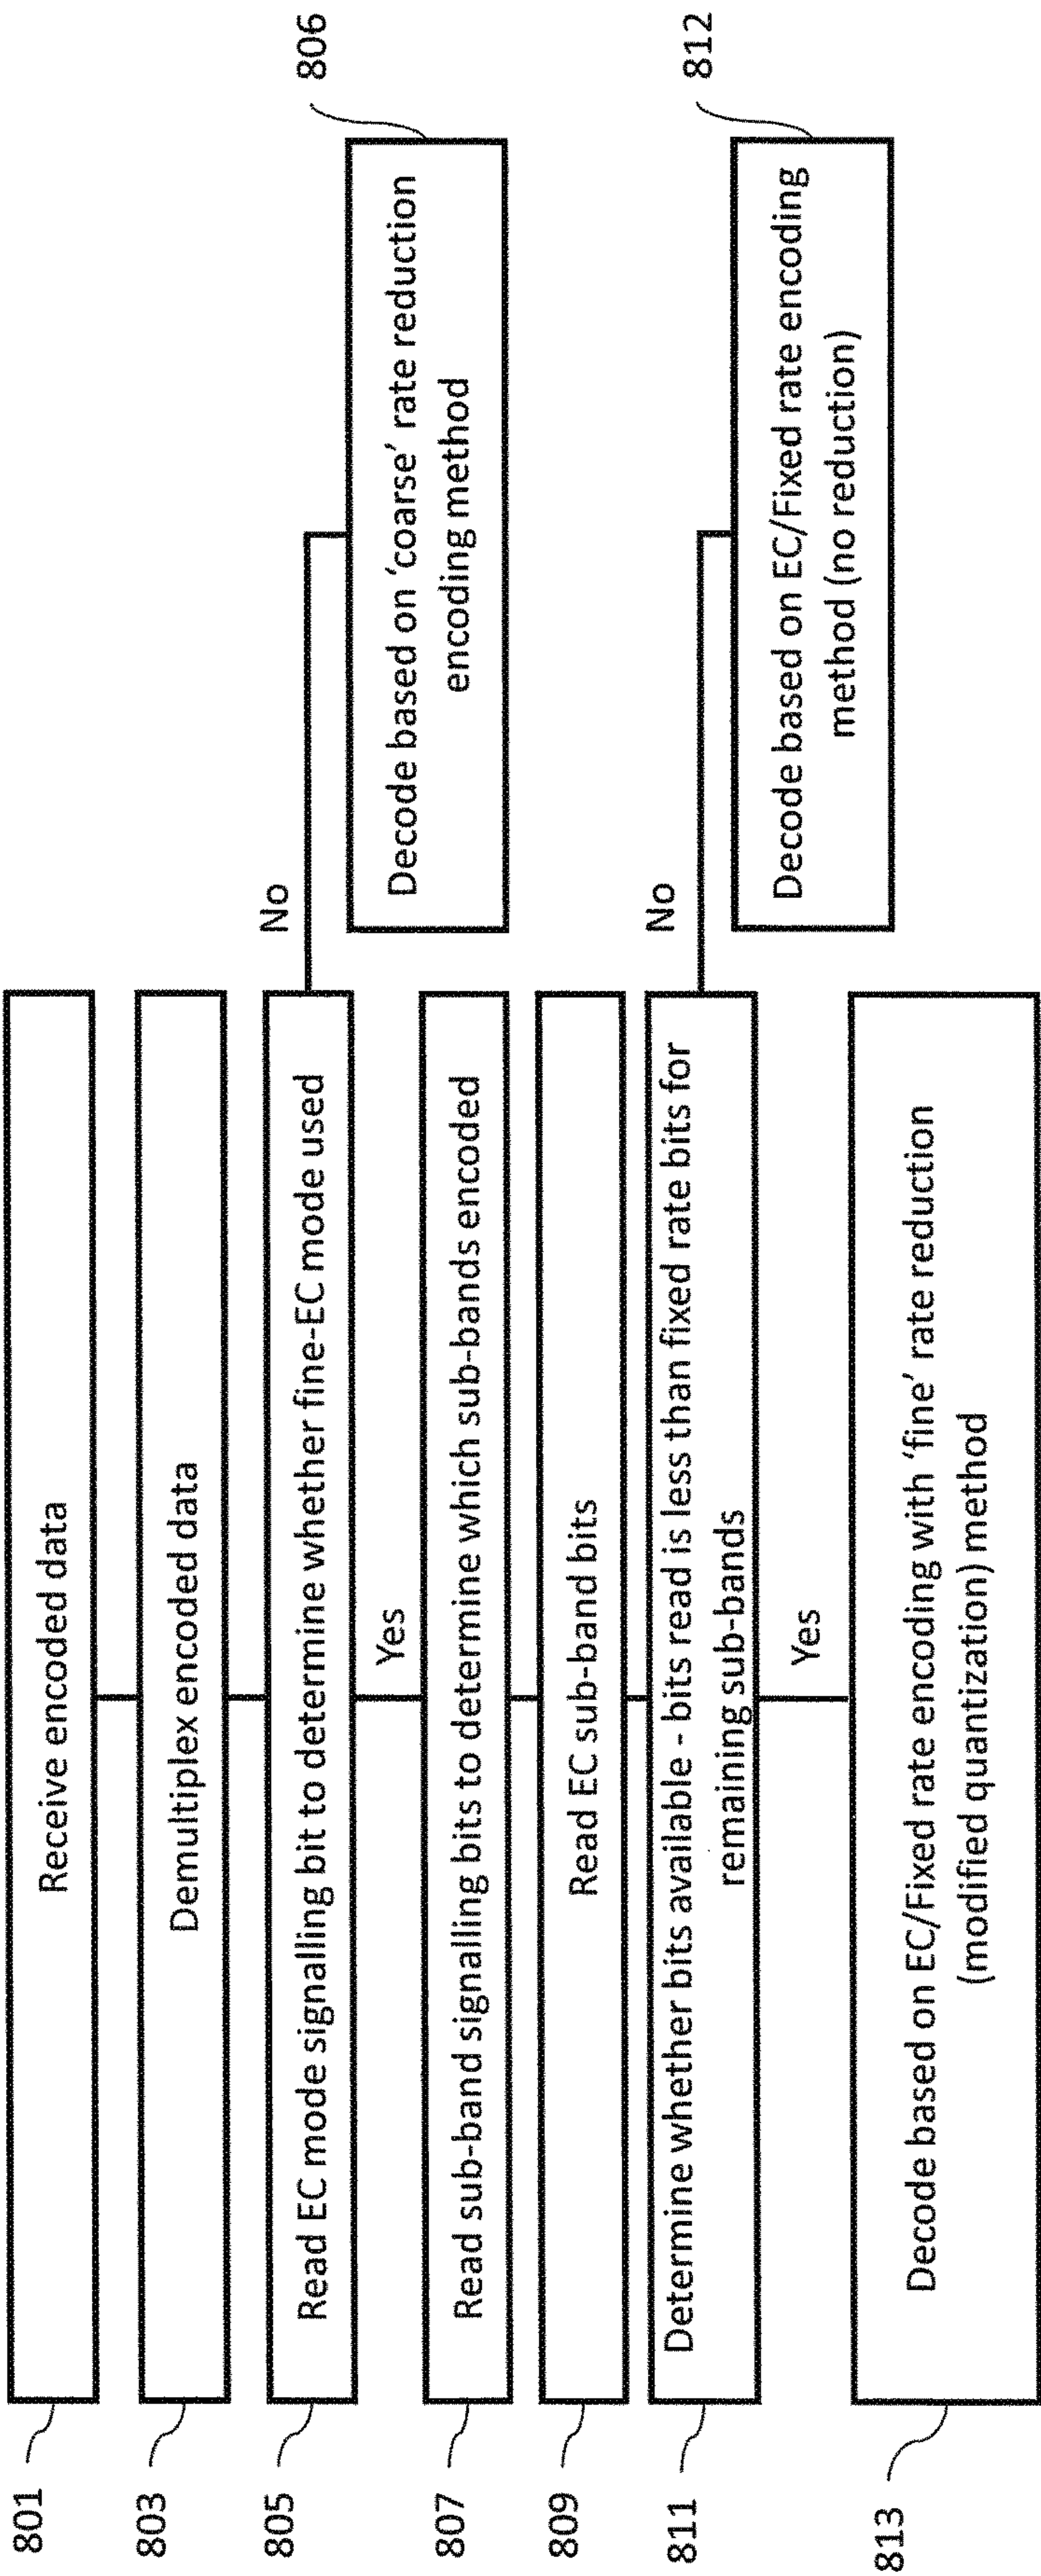 801
Receive encoded data
803
Demultiplex encoded data
805
Read EC mode signalling bit to determine whether fine-EC mode used
No
806
Decode based on ‘coarse’ rate reduction
encoding method
Yes
807
Read sub-band signalling bits to determine which sub-bands encoded
809
Read EC sub-band bits
811
Determine whether bits available - bits read is less than fixed rate bits for
remaining sub-bands
No
812
Decode based on EC/Fixed rate encoding
method (no reduction)
Yes
813
Decode based on EC/Fixed rate encoding with ‘fine’ rate reduction
(modified quantization) method